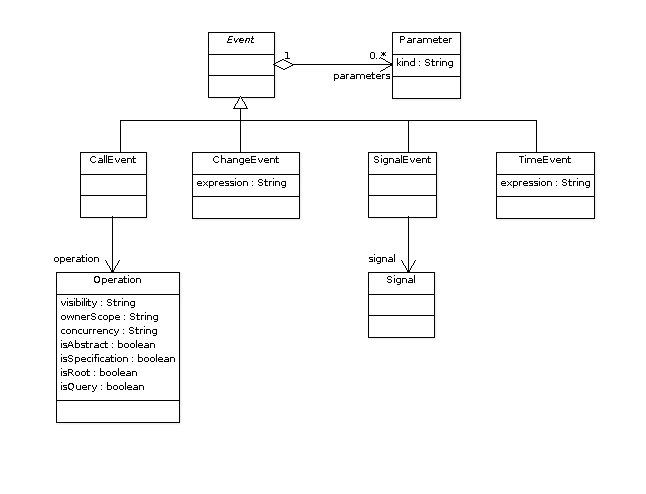 Event
Parameter
1
0..*
kind : String
parameters
CallEvent
ChangeEvent
SignalEvent
TimeEvent
expression : String
expression : String
operation
signal
Operation
Signal
visibility : String
ownerScope : String
concurrency : String
isAbstract : boolean
isSpecification : boolean
isRoot : boolean
isQuery : boolean